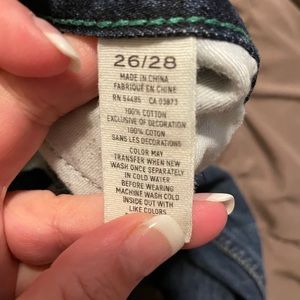 26/28
MADE IN CHINA
FABRIQUÉ EN CHINE
RN 54485 CA 03873
100% COTTON
EXCLUSIVE OF DECORATION
100% COTON
SANS LES DECORATIONS
COLOR MAY
TRANSFER WHEN NEW
WASH ONCE SEPARATELY
IN COLD WATER
BEFORE WEARING
MACHINE WASH COLD
INSIDE OUT WITH
LIKE COLORS